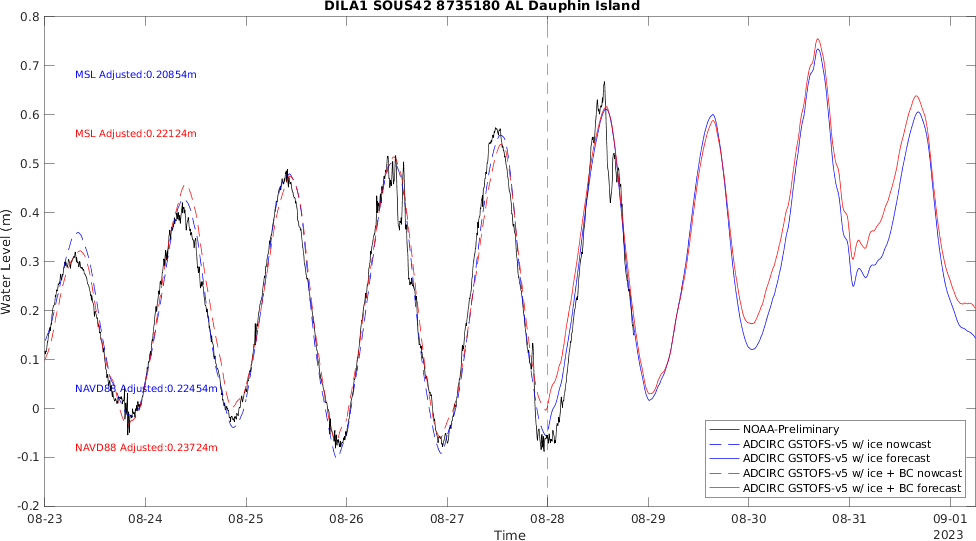 DILA1 SOUS42 8735180 AL Dauphin Island
Water Level (m)
0.8
0.7
0.6
0.5
0.4
0.3
0.2
0.1
0
-0.1
-0.2
MSL Adjusted:0.20854m
MSL Adjusted:0.22124m
NAVD88 Adjusted:0.22454m
NAVD88 Adjusted:0.23724m
NOAA-Preliminary
ADCIRC GSTOFS-v5 w/ ice nowcast
ADCIRC GSTOFS-v5 w/ ice forecast
ADCIRC GSTOFS-v5 w/ ice + BC nowcast
ADCIRC GSTOFS-v5 w/ ice + BC forecast
08-23 08-24 08-25 08-26 08-27 08-28 08-29 08-30 08-31 09-01
Time
2023